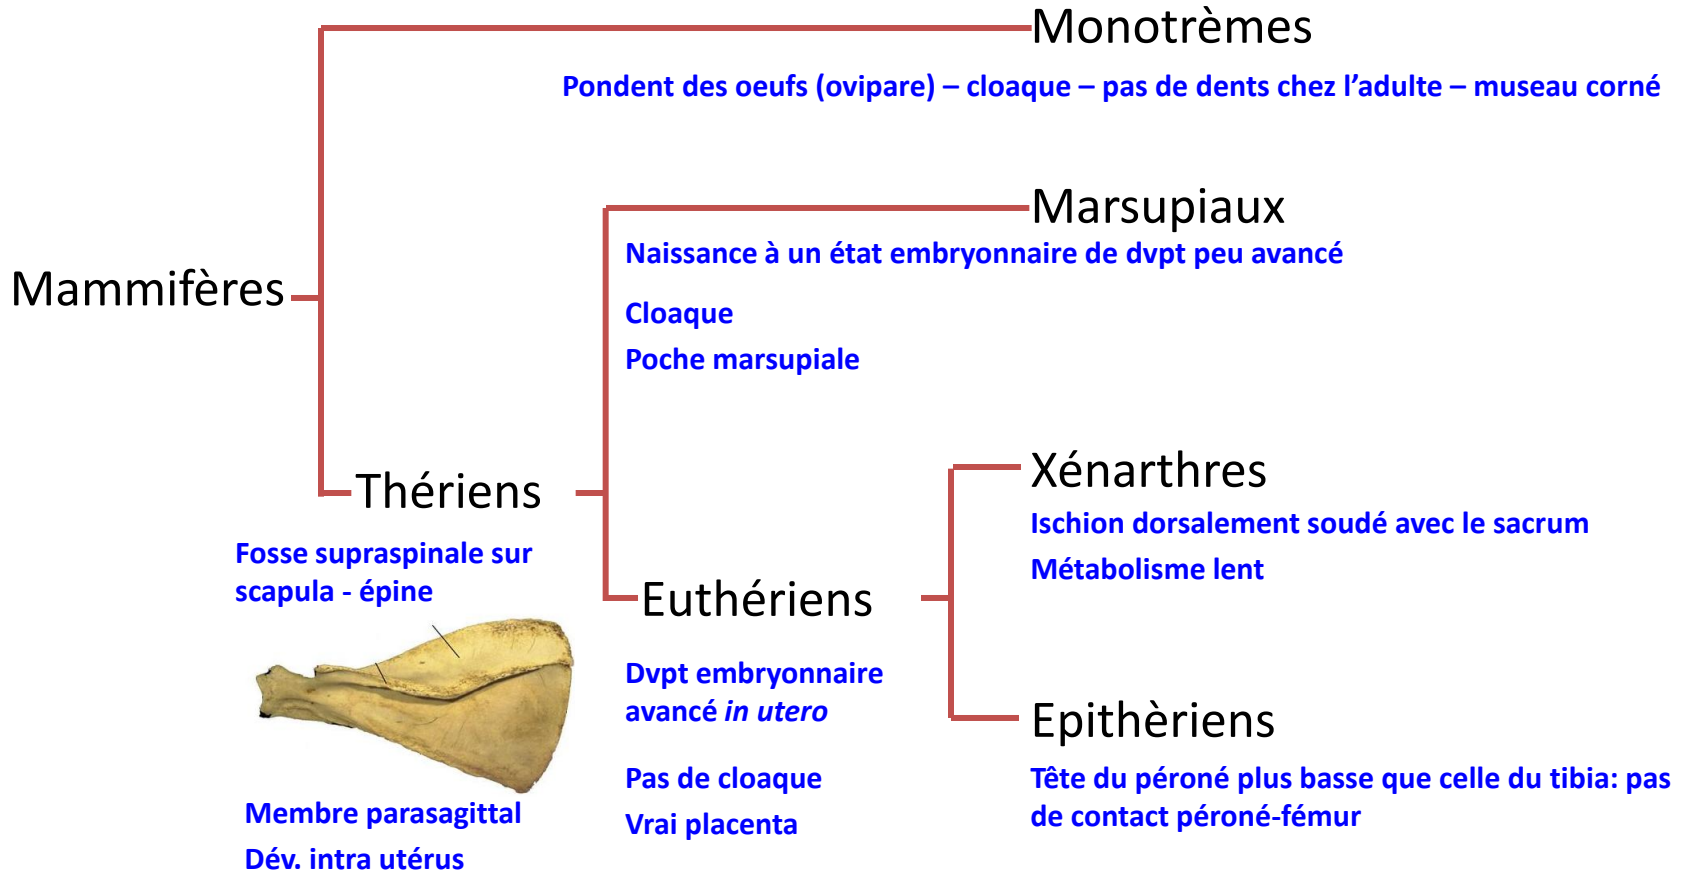 Monotrèmes
Pondent des oeufs (ovipare) – cloaque – pas de dents chez l’adulte – museau corné
Marsupiaux
Naissance à un état embryonnaire de dvpt peu avancé
Cloaque
Poche marsupiale
Mammifères
Thériens
Fosse supraspinale sur
scapula - épine
Membre parasagittal
Dév. intra utérus
Euthériens
Dvpt embryonnaire
avancé in utero
Pas de cloaque
Vrai placenta
Xénarthres
Ischion dorsalement soudé avec le sacrum
Métabolisme lent
Epithèriens
Tête du péroné plus basse que celle du tibia: pas
de contact péroné-fémur